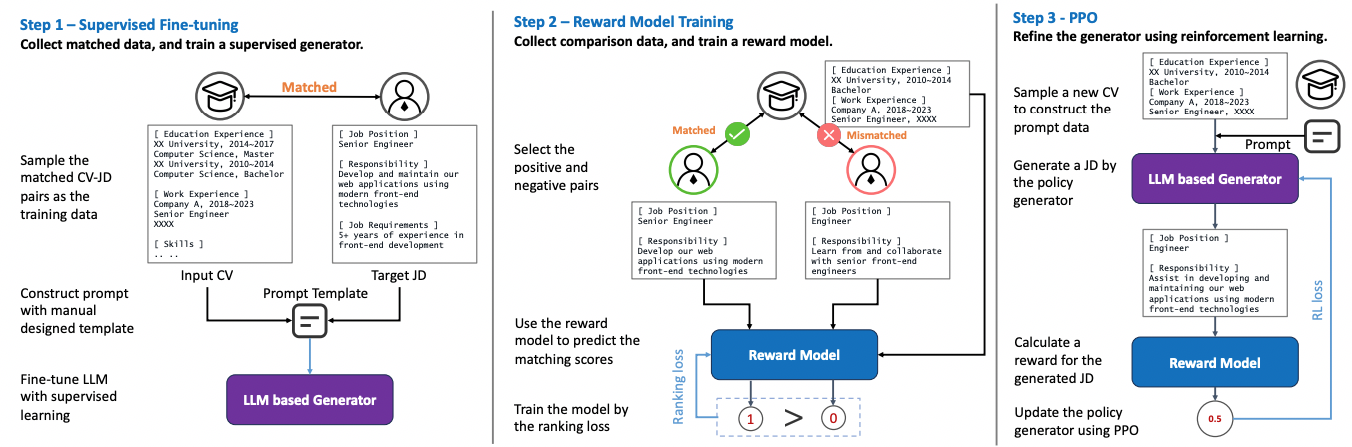 Step 1 – Supervised Fine-tuning
Collect matched data, and train a supervised generator.
Matched
Sample the
matched CV-JD
pairs as the
training data
[ Education Experience ]
XX University, 2014~2017
Computer Science, Master
XX University, 2010~2014
Computer Science, Bachelor
[ Work Experience ]
Company A, 2018~2023
Senior Engineer
XXXX
[ Skills ]
.. ..
Input CV
[ Job Position ]
Senior Engineer
[ Responsibility ]
Develop and maintain our
web applications using
modern front-end
technologies
[ Job Requirements ]
5+ years of experience in
front-end development
Target JD
Construct prompt
with manual
designed template
Prompt Template
Fine-tune LLM
with supervised
learning
LLM based Generator
Step 2 – Reward Model Training
Collect comparison data, and train a reward model.
[ Education Experience ]
XX University, 2010~2014
Bachelor
[ Work Experience ]
Company A, 2018~2023
Senior Engineer, XXXX
Matched
Mismatched
Select the
positive and
negative pairs
[ Job Position ]
Senior Engineer
[ Responsibility ]
Develop our web
applications using modern
front-end technologies
[ Job Position ]
Engineer
[ Responsibility ]
Learn from and collaborate
with senior front-end
engineers
Use the reward
model to predict the
matching scores
Reward Model
Ranking loss
Train the model by
the ranking loss
1 > 0
Step 3 - PPO
Refine the generator using reinforcement learning.
Sample a new CV
to construct the
prompt data
[ Education Experience ]
XX University, 2010~2014
Bachelor
[ Work Experience ]
Company A, 2018~2023
Senior Engineer, XXXX
Prompt
Generate a JD by
the policy
generator
LLM based Generator
[ Job Position ]
Engineer
[ Responsibility ]
Assist in developing and
maintaining our web
applications using modern
front-end technologies
RL loss
Calculate a
reward for the
generated JD
Reward Model
Update the policy
generator using PPO
0.5